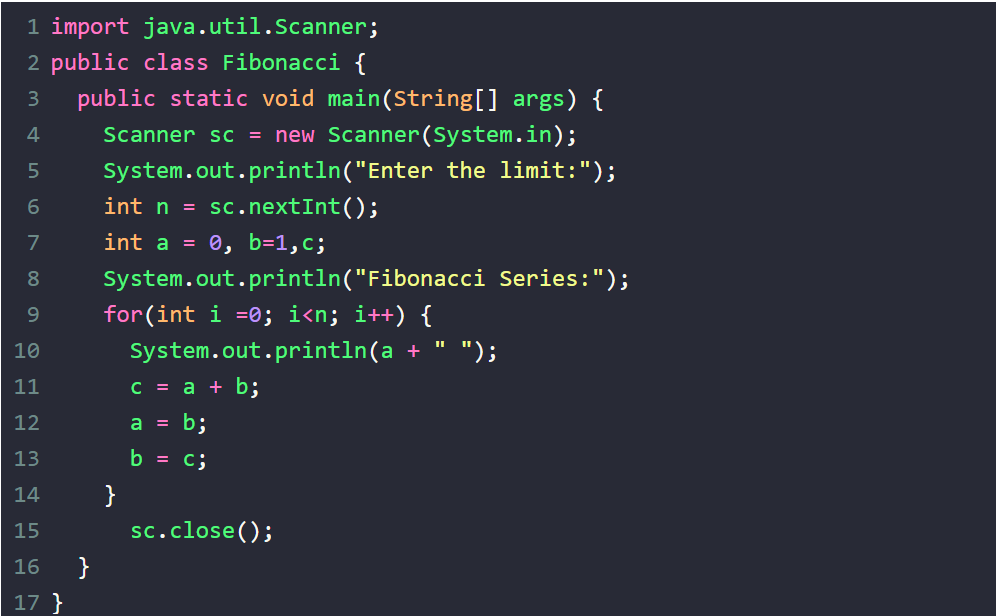 1 import java.util.Scanner;
2 public class Fibonacci {
3   public static void main(String[] args) {
4     Scanner sc = new Scanner(System.in);
5     System.out.println("Enter the limit:");
6     int n = sc.nextInt();
7     int a = 0, b=1,c;
8     System.out.println("Fibonacci Series:");
9     for(int i =0; i<n; i++) {
10       System.out.println(a + " ");
11       c = a + b;
12       a = b;
13       b = c;
14     }
15       sc.close();
16   }
17 }